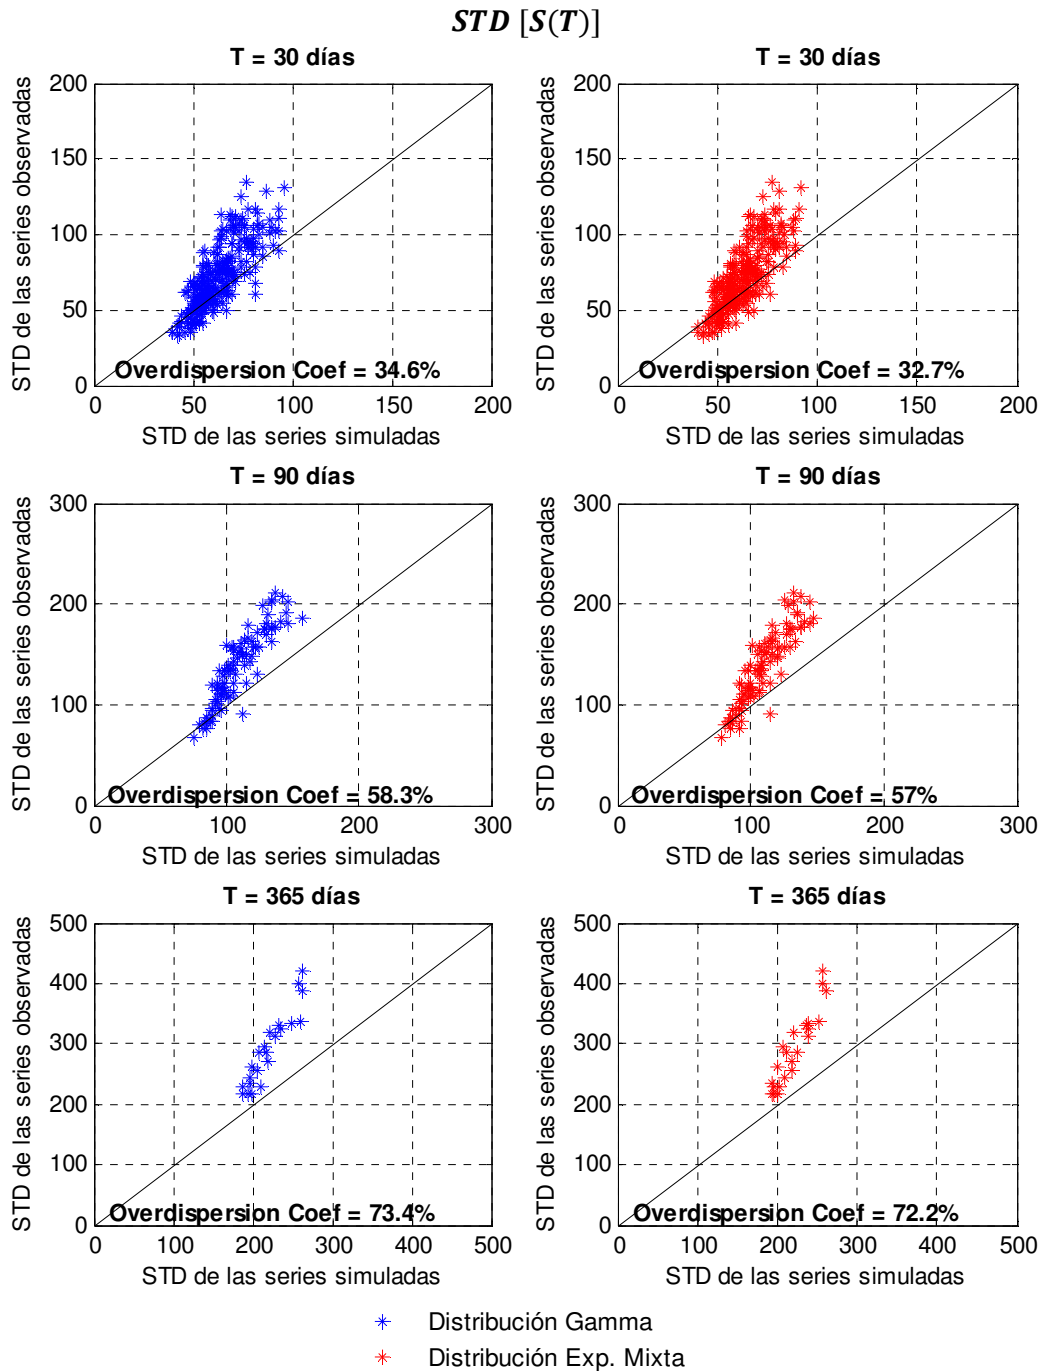 STD [S(T)]
T = 30 días
T = 30 días
STD de las series observadas
200
150
100
50
0
Overdispersion Coef = 34.6%
0 50 100 150 200
STD de las series simuladas
STD de las series observadas
200
150
100
50
0
Overdispersion Coef = 32.7%
0 50 100 150 200
STD de las series simuladas
T = 90 días
T = 90 días
STD de las series observadas
300
200
100
0
Overdispersion Coef = 58.3%
0 100 200 300
STD de las series simuladas
STD de las series observadas
300
200
100
0
Overdispersion Coef = 57%
0 100 200 300
STD de las series simuladas
T = 365 días
T = 365 días
STD de las series observadas
500
400
300
200
100
0
Overdispersion Coef = 73.4%
0 100 200 300 400 500
STD de las series simuladas
STD de las series observadas
500
400
300
200
100
0
Overdispersion Coef = 72.2%
0 100 200 300 400 500
STD de las series simuladas
Distribución Gamma
Distribución Exp. Mixta